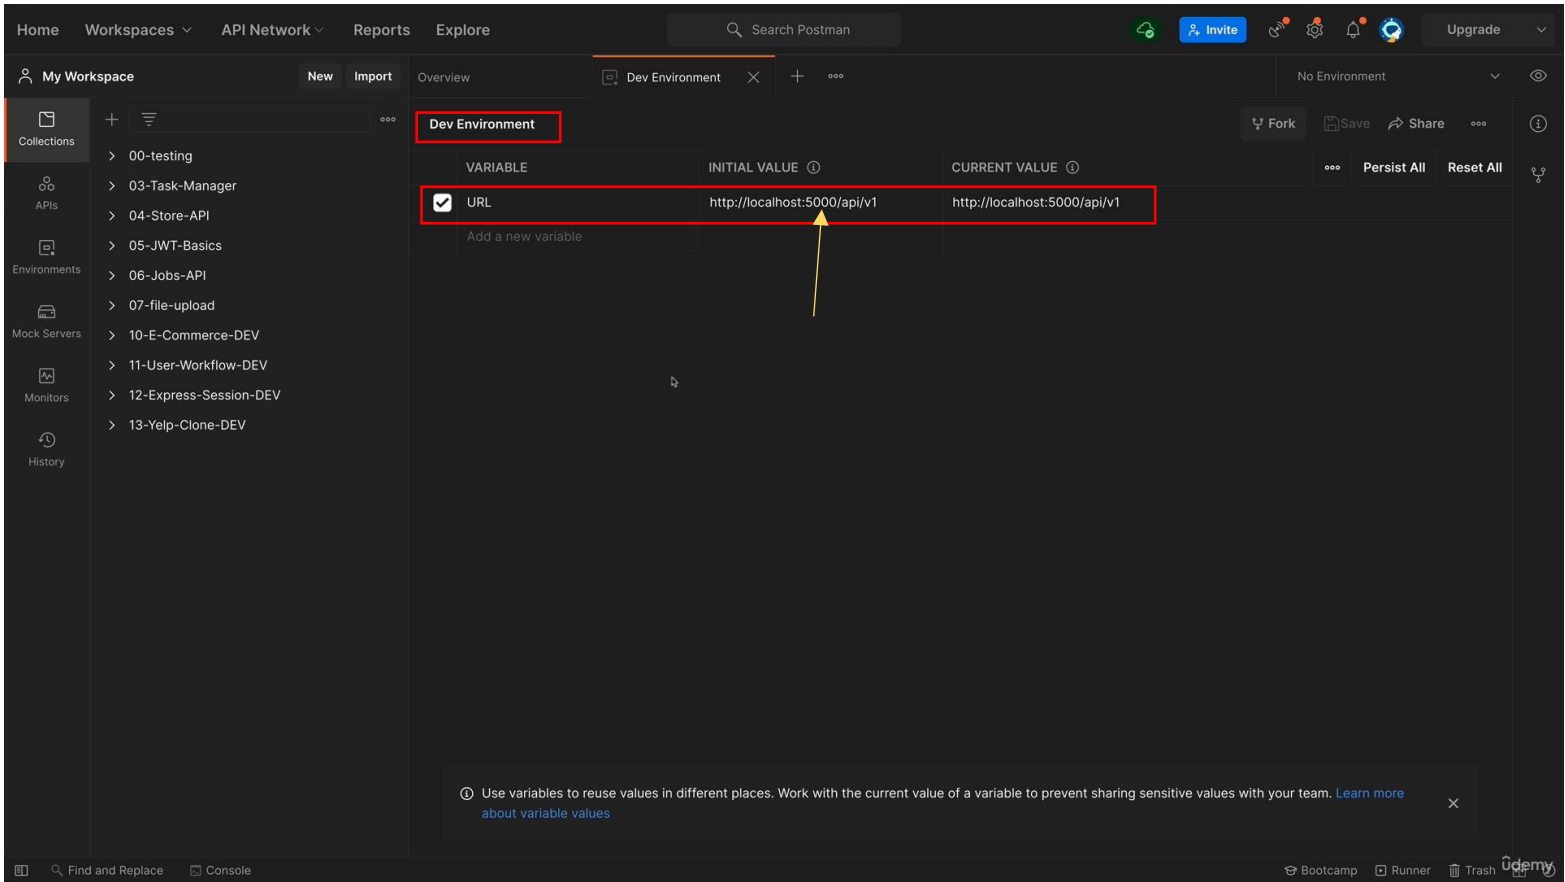 Home Workspaces API Network Reports Explore Search Postman Invite Upgrade
My Workspace New Import Overview Dev Environment No Environment
Dev Environment Fork Save Share
VARIABLE INITIAL VALUE CURRENT VALUE Persist All Reset All
URL http://localhost:5000/api/v1 http://localhost:5000/api/v1
Add a new variable
Collections
APIs
Environments
Mock Servers
Monitors
History
00-testing
03-Task-Manager
04-Store-API
05-JWT-Basics
06-Jobs-API
07-file-upload
10-E-Commerce-DEV
11-User-Workflow-DEV
12-Express-Session-DEV
13-Yelp-Clone-DEV
Use variables to reuse values in different places. Work with the current value of a variable to prevent sharing sensitive values with your team. Learn more
about variable values
Find and Replace Console Bootcamp Runner Trash
ûdemy